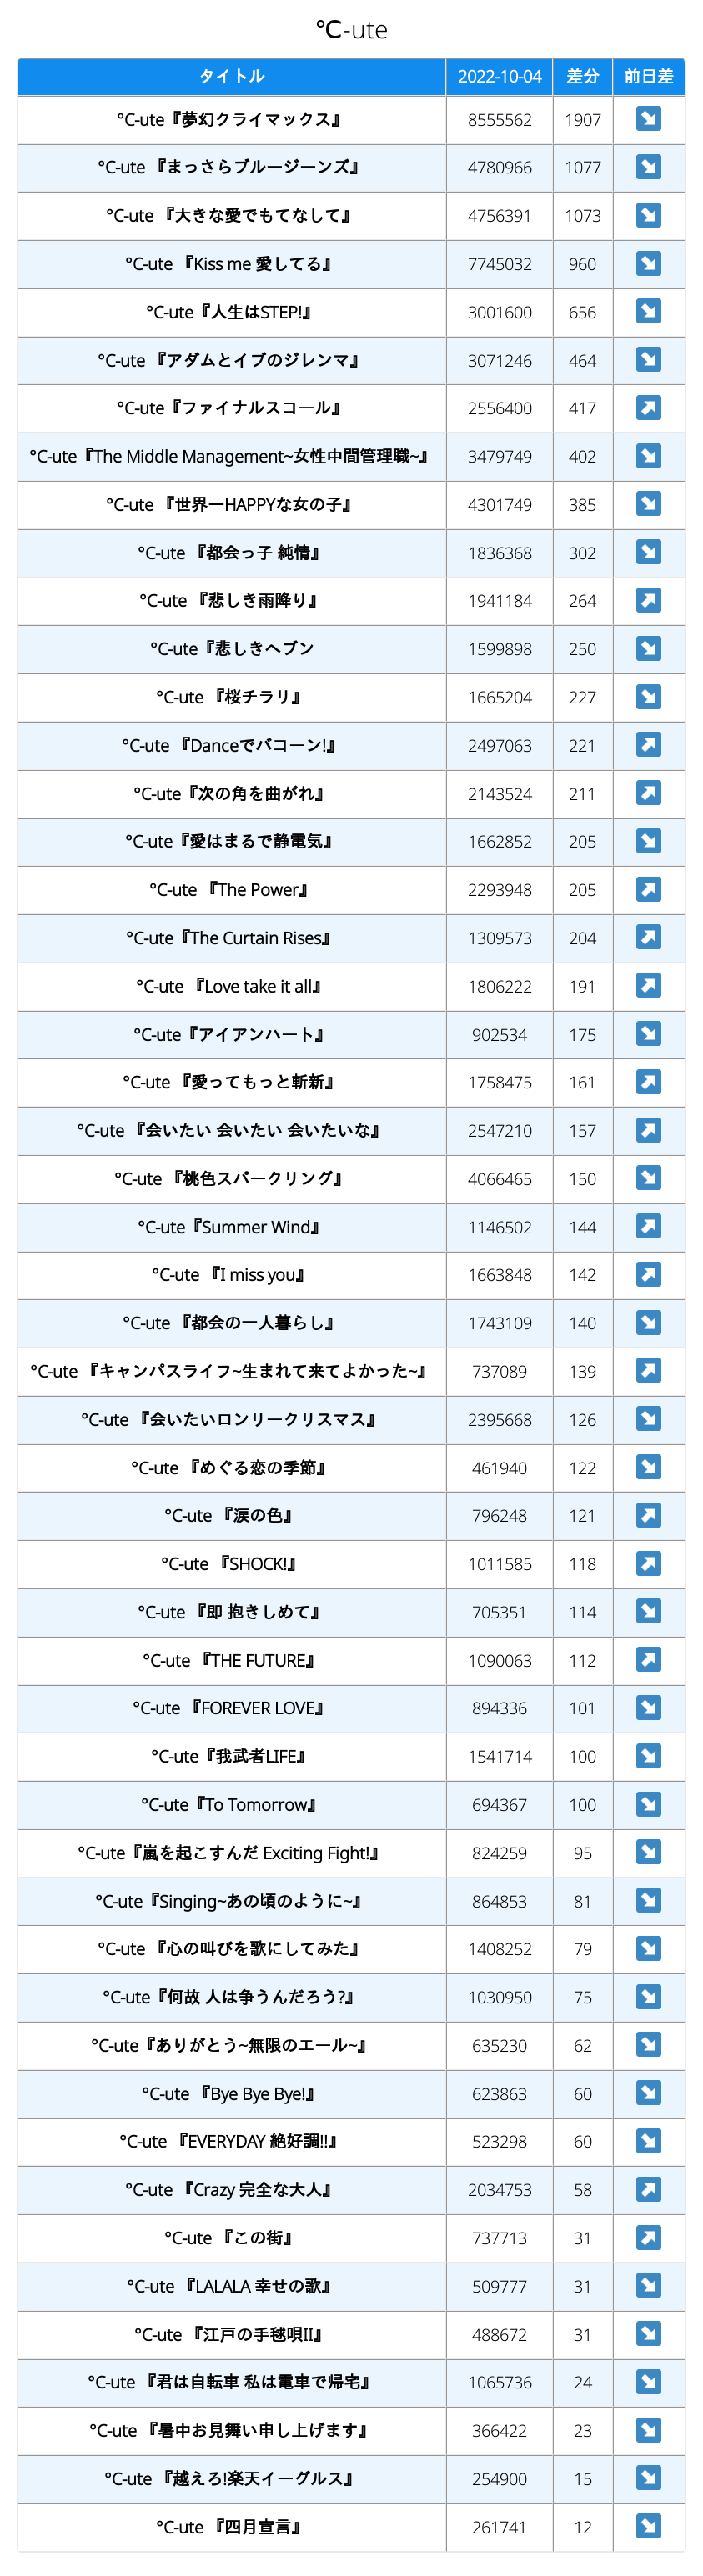 ℃-ute
タイトル 2022-10-04 差分 前日差
°C-ute『夢幻クライマックス』 8555562 1907 ↘
°C-ute 『まっさらブルージーンズ』 4780966 1077 ↘
°C-ute 『大きな愛でもてなして』 4756391 1073 ↘
°C-ute 『Kiss me 愛してる』 7745032 960 ↘
°C-ute『人生はSTEP!』 3001600 656 ↘
°C-ute 『アダムとイブのジレンマ』 3071246 464 ↘
°C-ute『ファイナルスコール』 2556400 417 ↗
°C-ute『The Middle Management~女性中間管理職~』 3479749 402 ↘
°C-ute 『世界一HAPPYな女の子』 4301749 385 ↘
°C-ute 『都会っ子 純情』 1836368 302 ↘
°C-ute 『悲しき雨降り』 1941184 264 ↗
°C-ute『悲しきヘブン 1599898 250 ↘
°C-ute 『桜チラリ』 1665204 227 ↘
°C-ute 『Danceでバコーン!』 2497063 221 ↗
°C-ute『次の角を曲がれ』 2143524 211 ↗
°C-ute『愛はまるで静電気』 1662852 205 ↘
°C-ute 『The Power』 2293948 205 ↗
°C-ute『The Curtain Rises』 1309573 204 ↗
°C-ute 『Love take it all』 1806222 191 ↗
°C-ute『アイアンハート』 902534 175 ↘
°C-ute 『愛ってもっと斬新』 1758475 161 ↗
°C-ute 『会いたい 会いたい 会いたいな』 2547210 157 ↗
°C-ute 『桃色スパークリング』 4066465 150 ↘
°C-ute『Summer Wind』 1146502 144 ↗
°C-ute 『I miss you』 1663848 142 ↗
°C-ute 『都会の一人暮らし』 1743109 140 ↘
°C-ute 『キャンパスライフ~生まれて来てよかった~』 737089 139 ↗
°C-ute 『会いたいロンリークリスマス』 2395668 126 ↘
°C-ute 『めぐる恋の季節』 461940 122 ↘
°C-ute 『涙の色』 796248 121 ↗
°C-ute 『SHOCK!』 1011585 118 ↗
°C-ute 『即 抱きしめて』 705351 114 ↘
°C-ute 『THE FUTURE』 1090063 112 ↗
°C-ute 『FOREVER LOVE』 894336 101 ↘
°C-ute『我武者LIFE』 1541714 100 ↘
°C-ute『To Tomorrow』 694367 100 ↘
°C-ute『嵐を起こすんだ Exciting Fight!』 824259 95 ↘
°C-ute『Singing~あの頃のように~』 864853 81 ↘
°C-ute 『心の叫びを歌にしてみた』 1408252 79 ↘
°C-ute『何故 人は争うんだろう?』 1030950 75 ↘
°C-ute『ありがとう~無限のエール~』 635230 62 ↘
°C-ute 『Bye Bye Bye!』 623863 60 ↘
°C-ute 『EVERYDAY 絶好調!!』 523298 60 ↘
°C-ute 『Crazy 完全な大人』 2034753 58 ↗
°C-ute 『この街』 737713 31 ↗
°C-ute 『LALALA 幸せの歌』 509777 31 ↘
°C-ute 『江戸の手毬唄II』 488672 31 ↘
°C-ute 『君は自転車 私は電車で帰宅』 1065736 24 ↘
°C-ute 『暑中お見舞い申し上げます』 366422 23 ↘
°C-ute 『越えろ!楽天イーグルス』 254900 15 ↘
°C-ute 『四月宣言』 261741 12 ↘